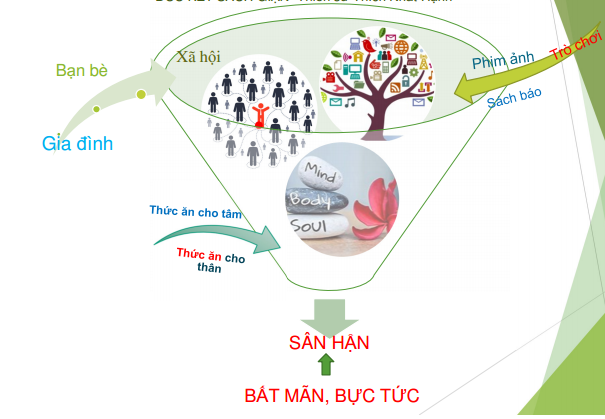 Xã hội
Bạn bè
Gia đình
Phim ảnh
Trò chơi
Sách báo
Mind
Body
Soul
Thức ăn cho tâm
Thức ăn cho
thân
SÂN HẬN
BẤT MÃN, BỰC TỨC